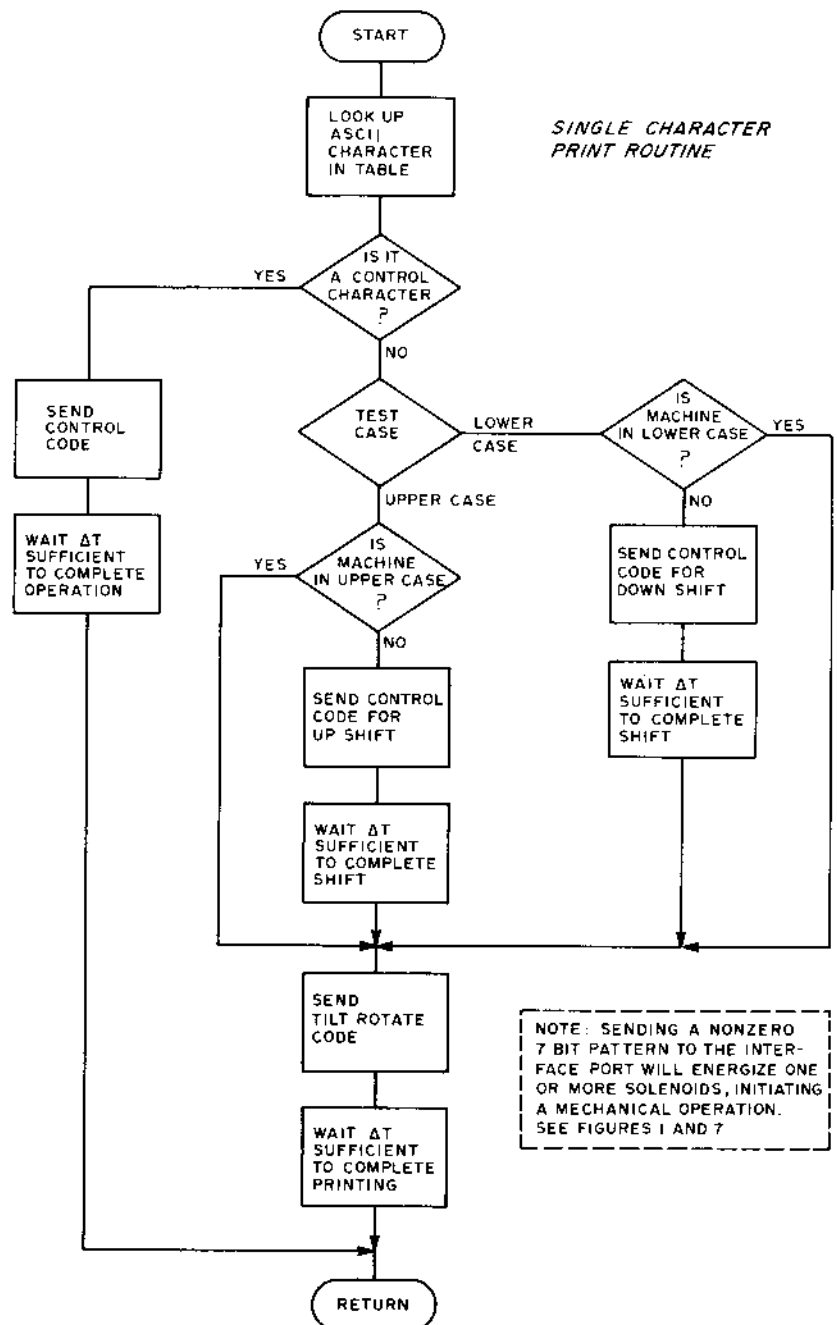 START
LOOK UP
ASCII
CHARACTER
IN TABLE
SINGLE CHARACTER
PRINT ROUTINE
IS IT
A CONTROL
CHARACTER
?
YES
NO
SEND
CONTROL
CODE
TEST
CASE
LOWER
CASE
IS
MACHINE
IN LOWER CASE
?
YES
UPPER CASE
NO
WAIT ΔT
SUFFICIENT
TO COMPLETE
OPERATION
YES
IS
MACHINE
IN UPPER CASE
?
NO
SEND CONTROL
CODE FOR
DOWN SHIFT
SEND CONTROL
CODE FOR
UP SHIFT
WAIT ΔT
SUFFICIENT
TO COMPLETE
SHIFT
WAIT ΔT
SUFFICIENT
TO COMPLETE
SHIFT
SEND
TILT ROTATE
CODE
NOTE: SENDING A NONZERO
7 BIT PATTERN TO THE INTER-
FACE PORT WILL ENERGIZE ONE
OR MORE SOLENOIDS, INITIATING
A MECHANICAL OPERATION.
SEE FIGURES 1 AND 7
WAIT ΔT
SUFFICIENT
TO COMPLETE
PRINTING
RETURN